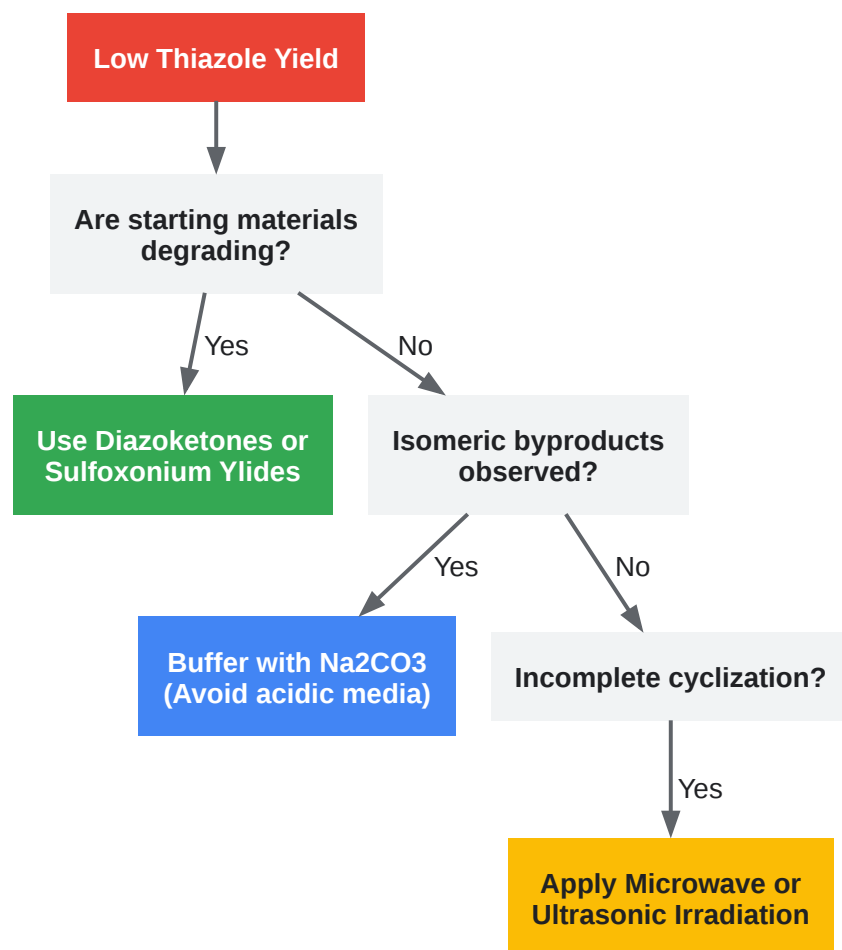 Low Thiazole Yield
Are starting materials
degrading?
Yes
No
Use Diazoketones or
Sulfoxonium Ylides
Isomeric byproducts
observed?
Yes
No
Buffer with Na2CO3
(Avoid acidic media)
Incomplete cyclization?
Yes
Apply Microwave or
Ultrasonic Irradiation